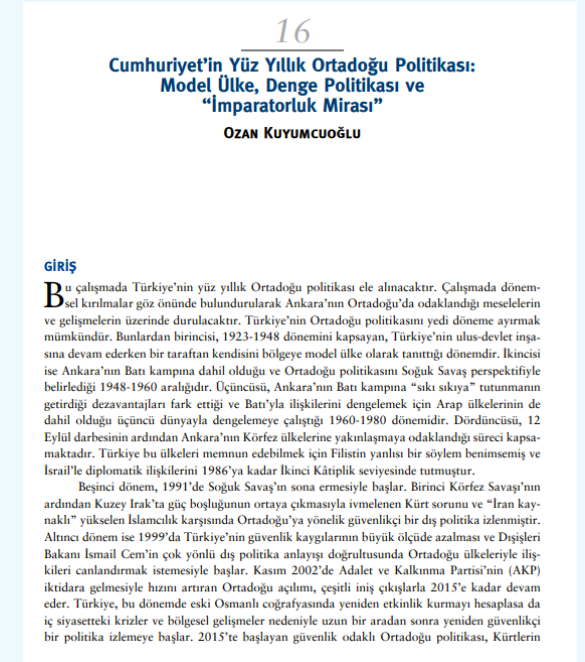 16
Cumhuriyet’in Yüz Yıllık Ortadoğu Politikası:
Model Ülke, Denge Politikası ve
“İmparatorluk Mirası”
Ozan Kuyumcuoğlu
GİRİŞ
Bu çalışmada Türkiye’nin yüz yıllık Ortadoğu politikası ele alınacaktır. Çalışmada dönem-
sel kırılmalar göz önünde bulundurularak Ankara’nın Ortadoğu’da odaklandığı meselelerin
ve gelişmelerin üzerinde durulacaktır. Türkiye’nin Ortadoğu politikasını yedi döneme ayırmak
mümkündür. Bunlardan birincisi, 1923-1948 dönemini kapsayan, Türkiye’nin ulus-devlet inşa-
sına devam ederken bir taraftan kendisini bölgeye model ülke olarak tanıttığı dönemdir. İkincisi
ise Ankara’nın Batı kampına dahil olduğu ve Ortadoğu politikasını Soğuk Savaş perspektifiyle
belirlediği 1948-1960 aralığıdır. Üçüncüsü, Ankara’nın Batı kampına “sıkı sıkıya” tutunmanın
getirdiği dezavantajları fark ettiği ve Batı’yla ilişkilerini dengelemek için Arap ülkelerinin de
dahil olduğu üçüncü dünyayla dengelemeye çalıştığı 1960-1980 dönemidir. Dördüncüsü, 12
Eylül darbesinin ardından Ankara’nın Körfez ülkelerine yakınlaşmaya odaklandığı süreci kapsa-
maktadır. Türkiye bu ülkeleri memnun edebilmek için Filistin yanlısı bir söylem benimsemiş ve
İsrail’le diplomatik ilişkilerini 1986’ya kadar İkinci Kâtiplik seviyesinde tutmuştur.
Beşinci dönem, 1991’de Soğuk Savaş’ın sona ermesiyle başlar. Birinci Körfez Savaşı’nın
ardından Kuzey Irak’ta güç boşluğunun ortaya çıkmasıyla ivmelenen Kürt sorunu ve “İran kay-
naklı” yükselen İslamcılık karşısında Ortadoğu’ya yönelik güvenlikçi bir dış politika izlenmiştir.
Altıncı dönem ise 1999’da Türkiye’nin güvenlik kaygılarının büyük ölçüde azalması ve Dışişleri
Bakanı İsmail Cem’in çok yönlü dış politika anlayışı doğrultusunda Ortadoğu ülkeleriyle iliş-
kileri canlandırmak istemesiyle başlar. Kasım 2002’de Adalet ve Kalkınma Partisi’nin (AKP)
iktidara gelmesiyle hızını artıran Ortadoğu açılımı, çeşitli iniş çıkışlarla 2015’e kadar devam
eder. Türkiye, bu dönemde eski Osmanlı coğrafyasında yeniden etkinlik kurmayı hesaplasa da
iç siyasetteki krizler ve bölgesel gelişmeler nedeniyle uzun bir aradan sonra yeniden güvenlikçi
bir politika izlemeye başlar. 2015’te başlayan güvenlik odaklı Ortadoğu politikası, Kürtlerin